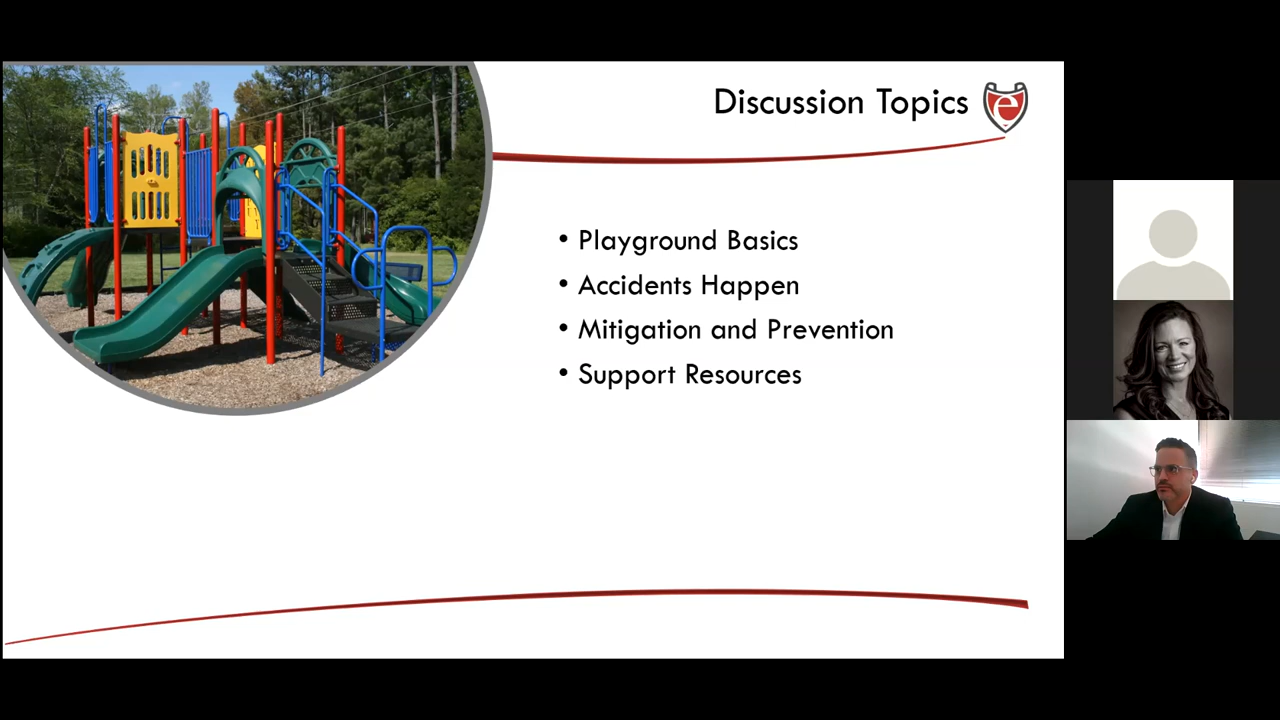 Discussion Topics
e
• Playground Basics
• Accidents Happen
• Mitigation and Prevention
• Support Resources